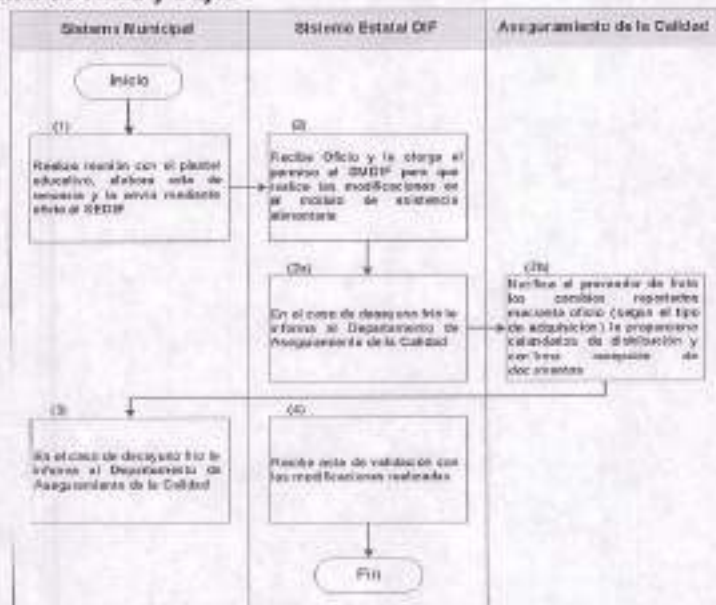 Sistema Municipal
Sistema Estatal DIF
Aseguramiento de la Calidad
Inicio
(1)
Realiza reunión con el plantel
educativo, elabora acta de
renuncia y la envía mediante
oficio al SEDIF
(2)
Recibe Oficio y le otorga el
permiso al SMDIF para que
realice las modificaciones en
el módulo de asistencia
alimentaria
(2a)
En el caso de desayuno frío le
informa al Departamento de
Aseguramiento de la Calidad
(2b)
Notifica al proveedor de fruta
los cambios reportados
mediante oficio (según el tipo
de adquisición) le proporciona
calendarios de distribución y
confirma recepción de
documentos
(3)
En el caso de desayuno frío le
informa al Departamento de
Aseguramiento de la Calidad
(4)
Recibe acta de validación con
las modificaciones realizadas
Fin